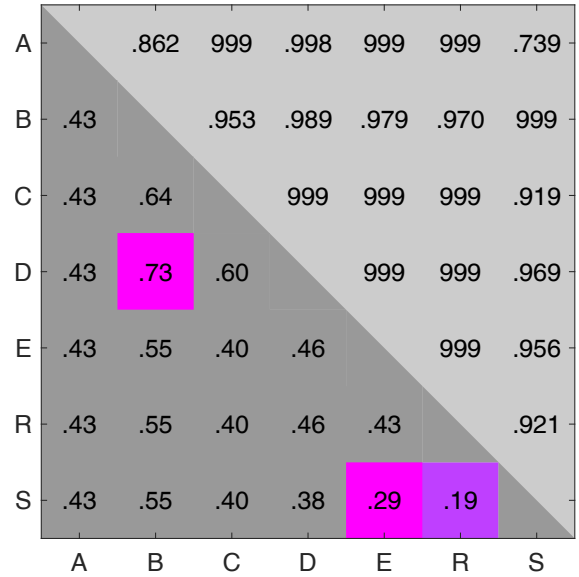 A .862 999 .998 999 999 .739
B .43 .953 .989 .979 .970 999
C .43 .64 999 999 999 .919
D .43 .73 .60 999 999 .969
E .43 .55 .40 .46 999 .956
R .43 .55 .40 .46 .43 .921
S .43 .55 .40 .38 .29 .19
A B C D E R S